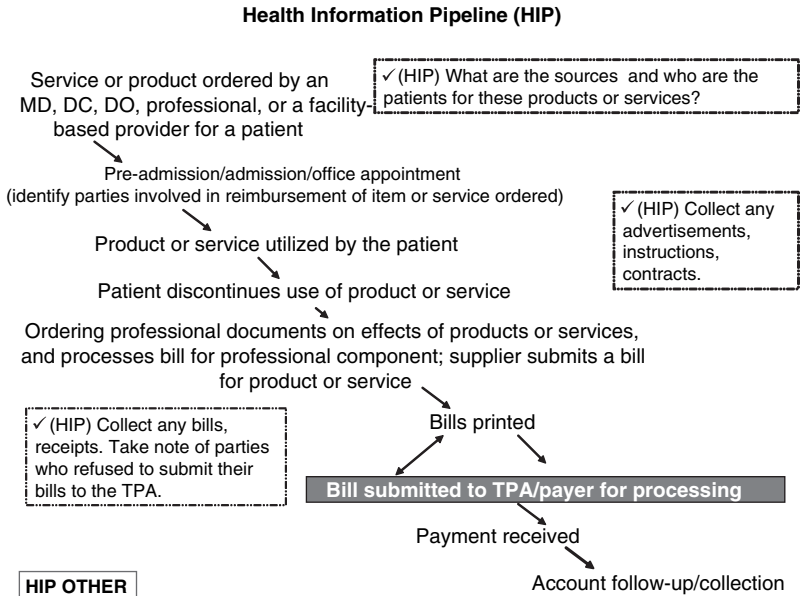 Health Information Pipeline (HIP)
Service or product ordered by an
MD, DC, DO, professional, or a facility-
based provider for a patient
✓(HIP) What are the sources and who are the
patients for these products or services?
Pre-admission/admission/office appointment
(identify parties involved in reimbursement of item or service ordered)
✓(HIP) Collect any
advertisements,
instructions,
contracts.
Product or service utilized by the patient
Patient discontinues use of product or service
Ordering professional documents on effects of products or services,
and processes bill for professional component; supplier submits a bill
for product or service
✓(HIP) Collect any bills,
receipts. Take note of parties
who refused to submit their
bills to the TPA.
Bills printed
Bill submitted to TPA/payer for processing
Payment received
Account follow-up/collection
HIP OTHER